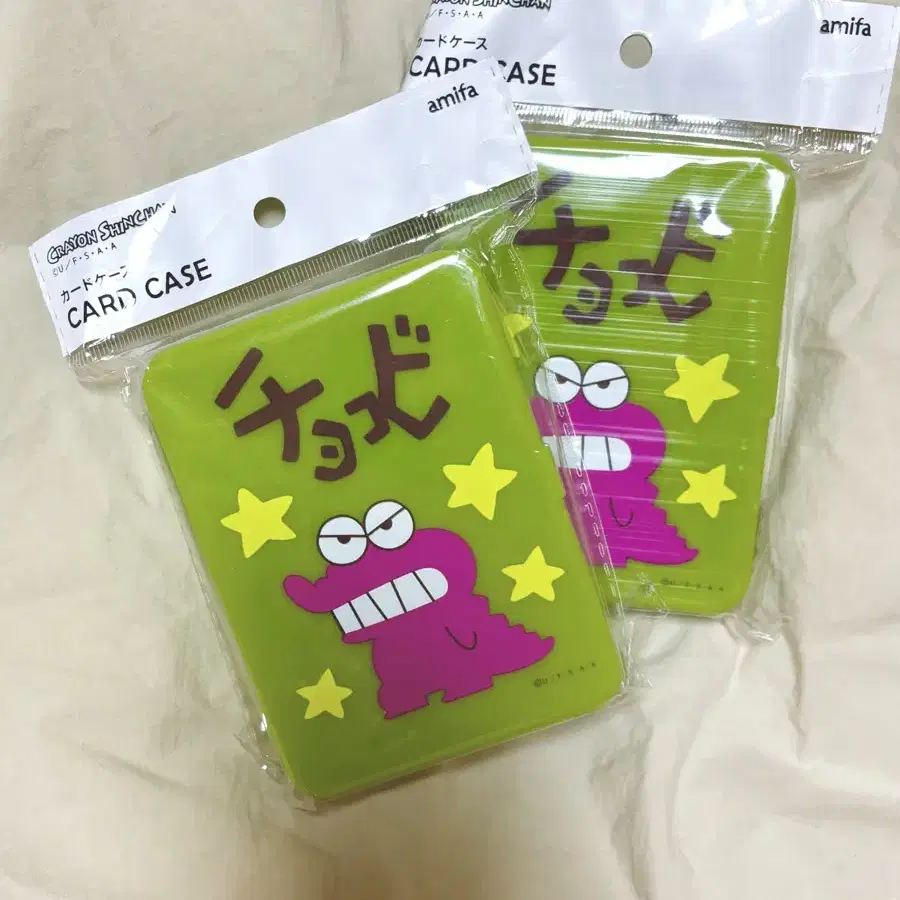 CRAYON SHINCHAN
©U/F・S・A・A
カードケース
CARD CASE
amifa
チョコビ
©U/F・S・A・A
CRAYON SHINCHAN
U/F・S・A・A
カードケース
CARD CASE
amifa
チョコビ
©U/F・S・A・A